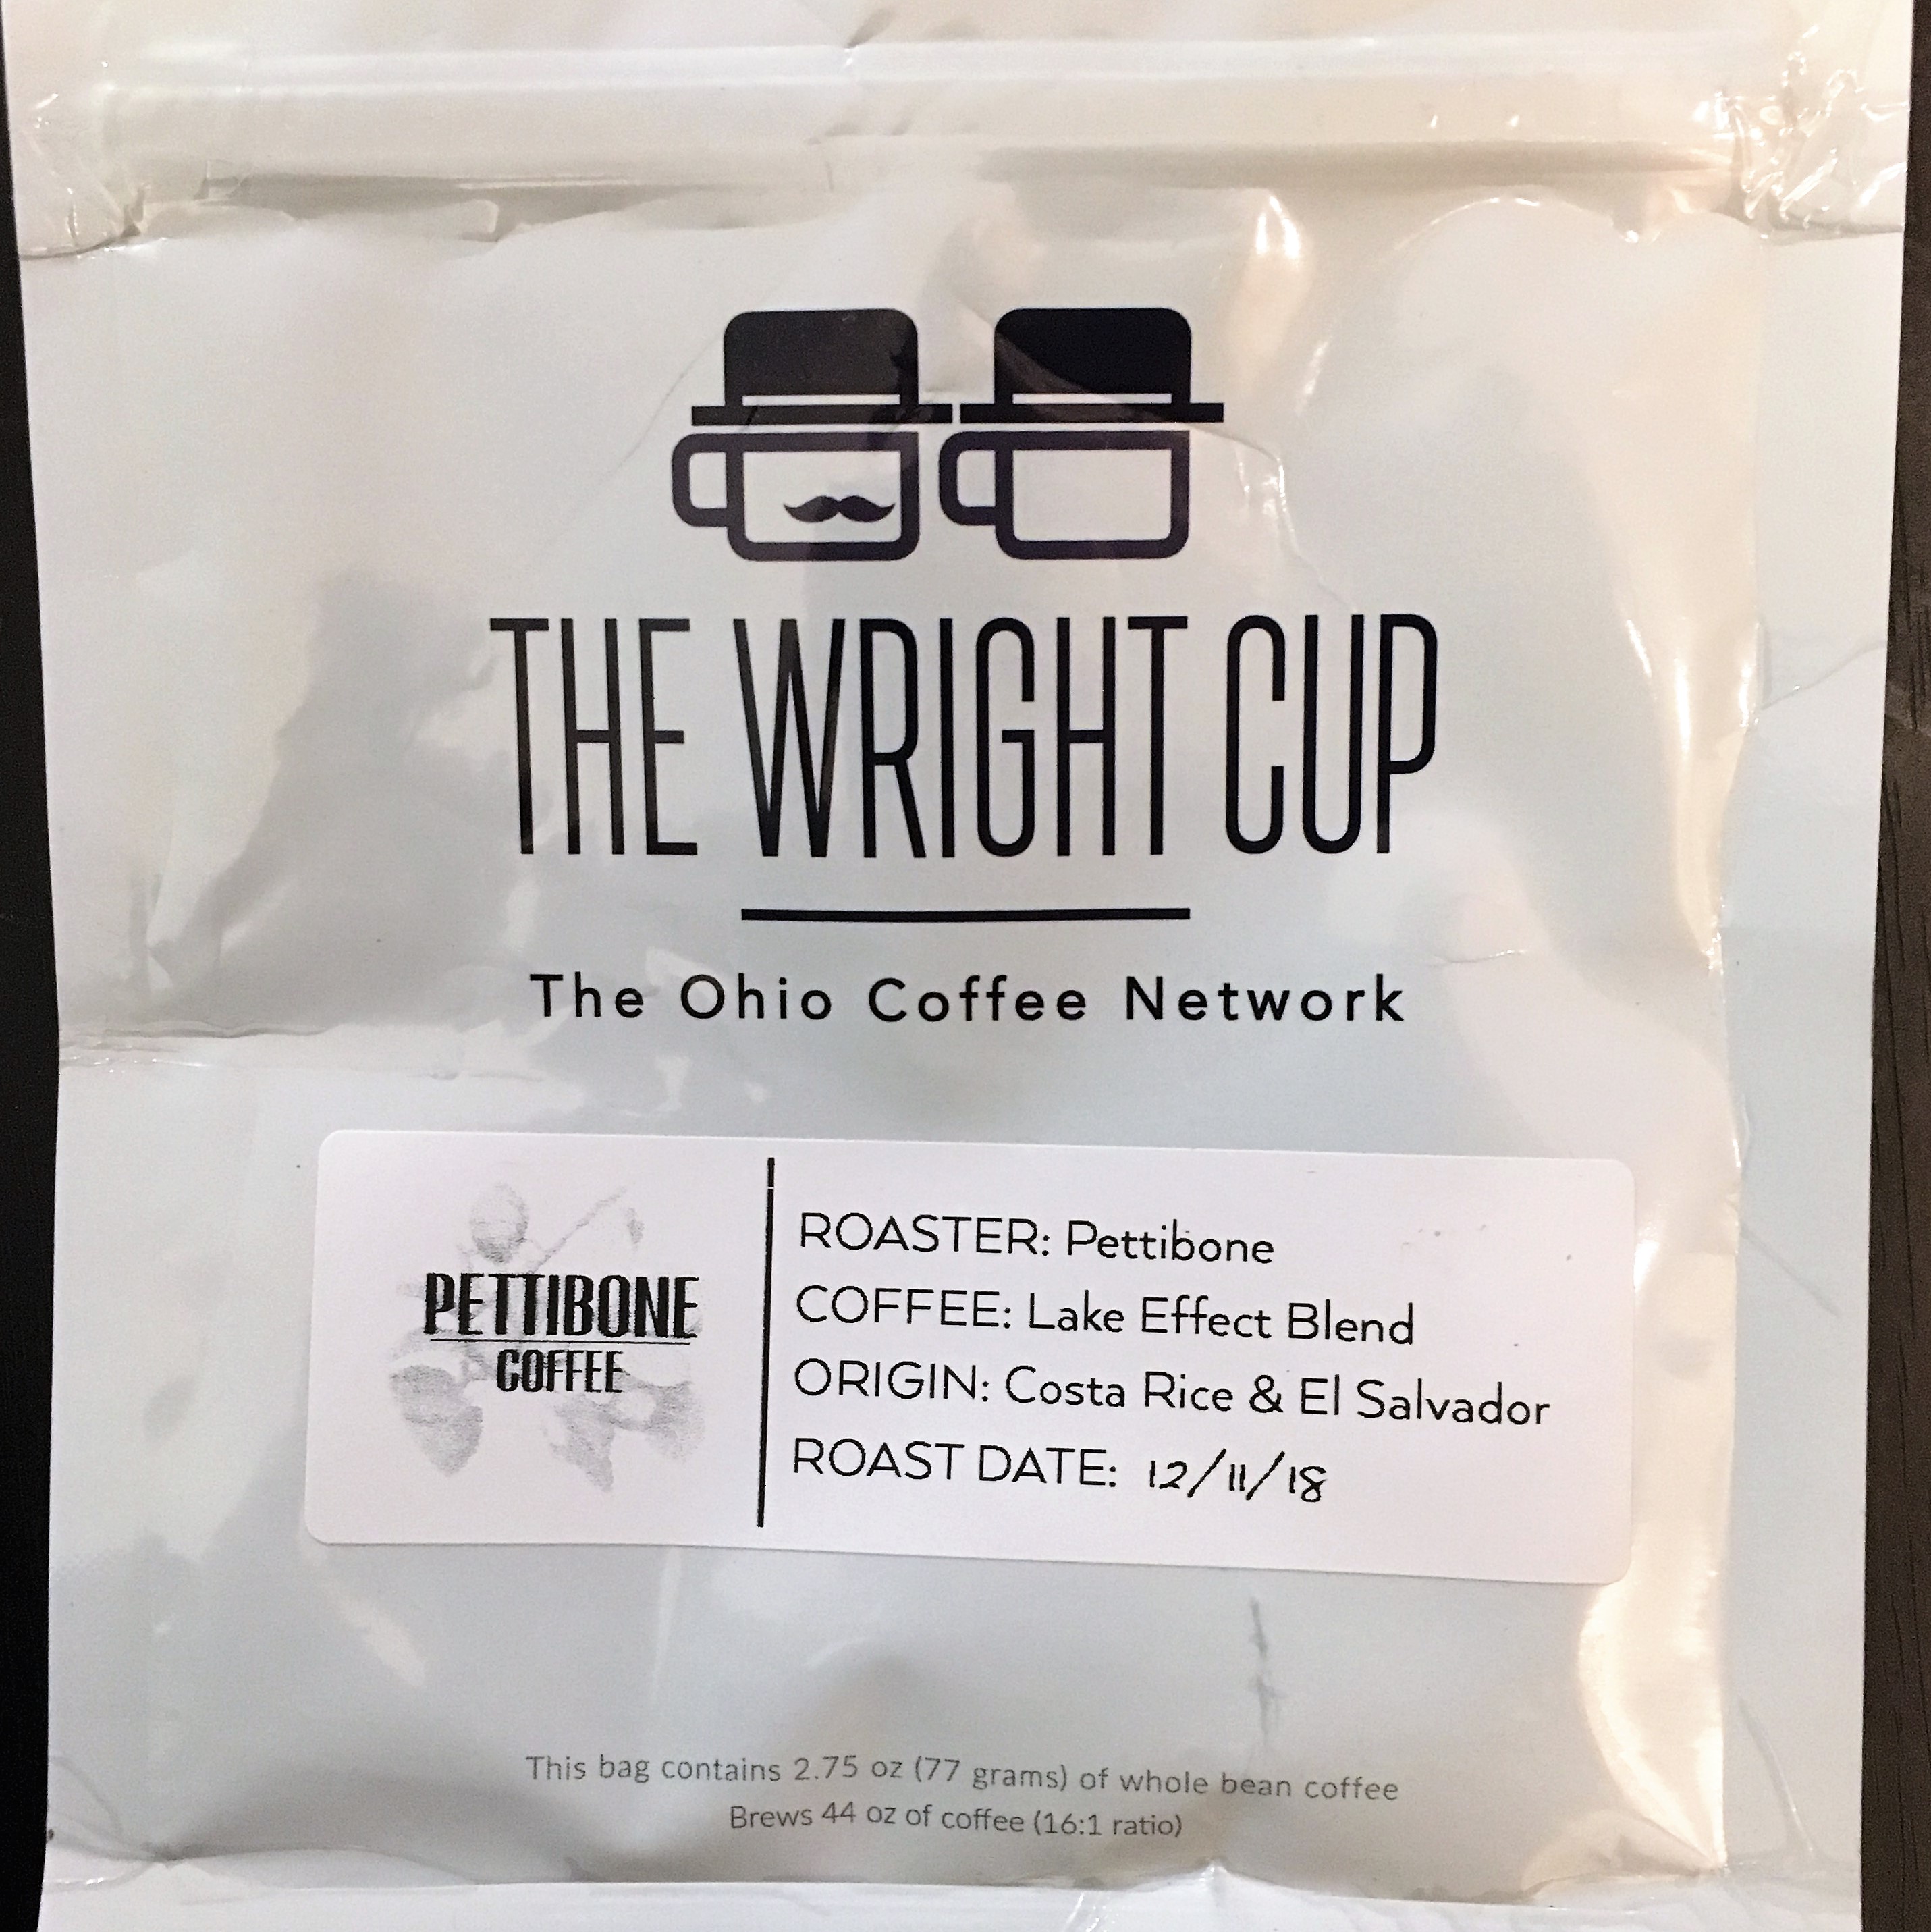 THE WRIGHT CUP
The Ohio Coffee Network
PETTIBONE
COFFEE
ROASTER: Pettibone
COFFEE: Lake Effect Blend
ORIGIN: Costa Rice & El Salvador
ROAST DATE: 12/11/18
This bag contains 2.75 oz (77 grams) of whole bean coffee
Brews 44 oz of coffee (16:1 ratio)